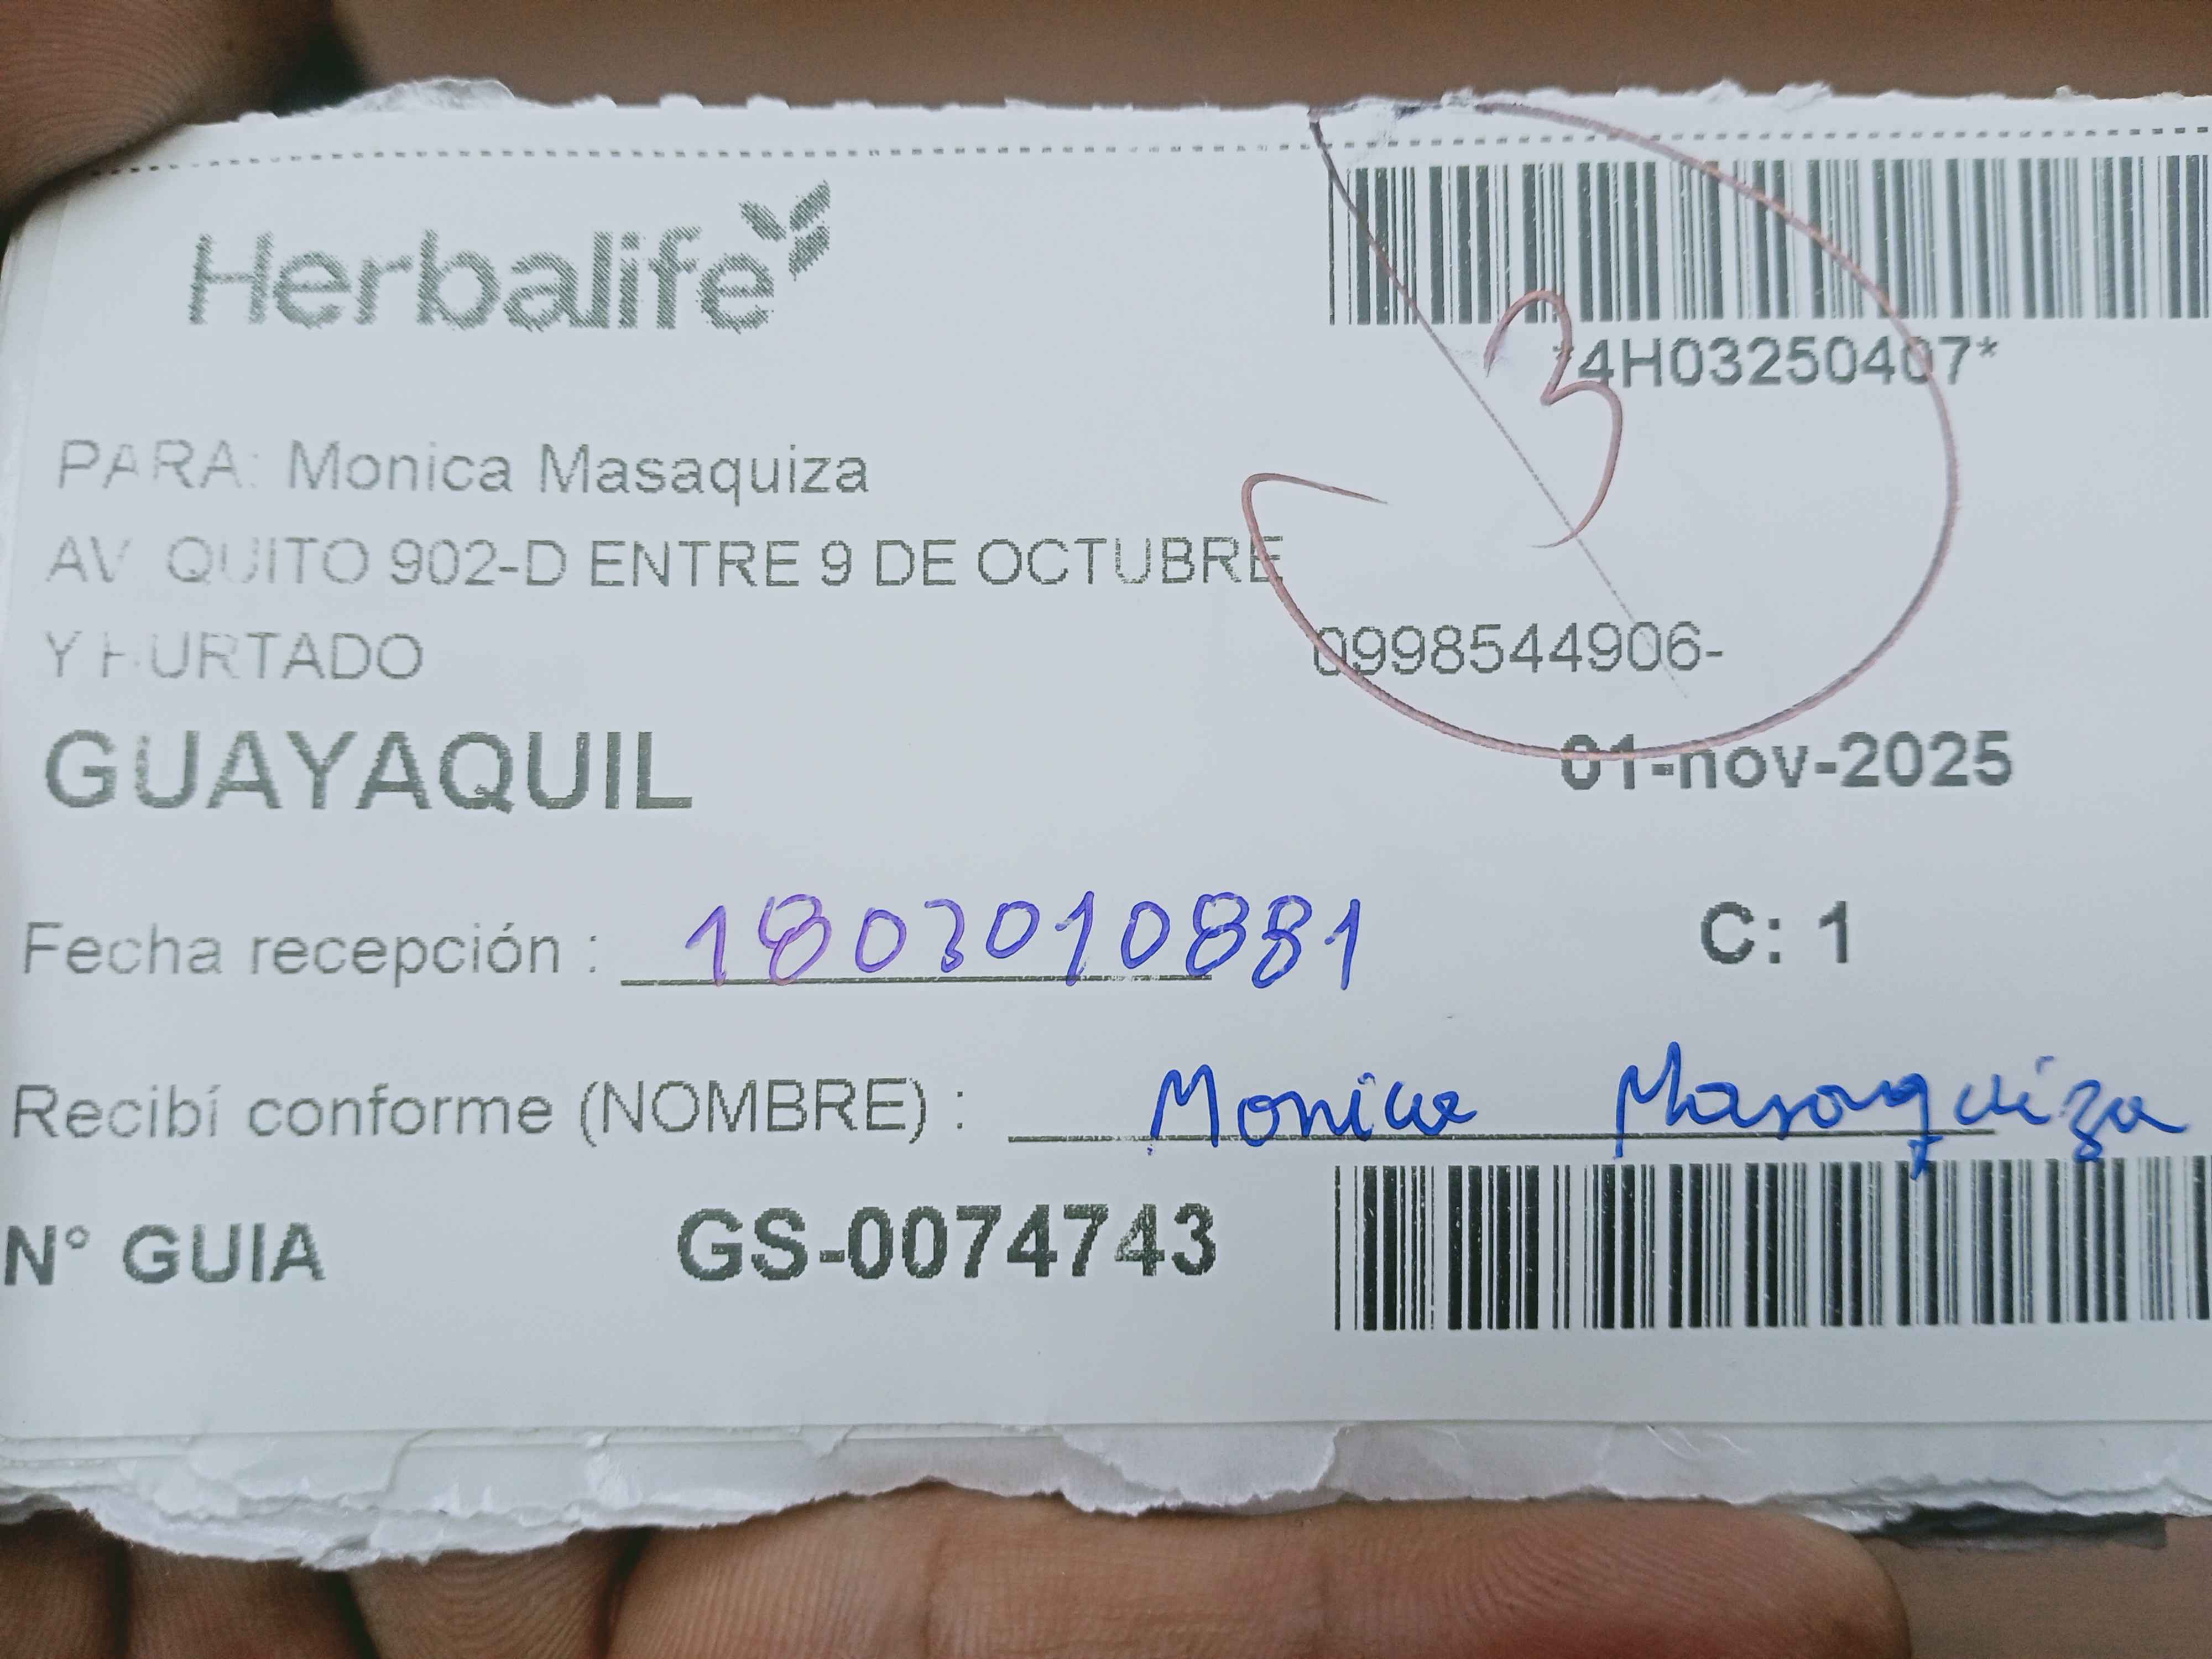 Herbalife
*4H03250407*
3
PARA: Monica Masaquiza
AV QUITO 902-D ENTRE 9 DE OCTUBRE
Y HURTADO
0998544906-
GUAYAQUIL
01-nov-2025
Fecha recepción : 1803010881
C: 1
Recibí conforme (NOMBRE) : Monica Masaquiza
N° GUIA GS-0074743